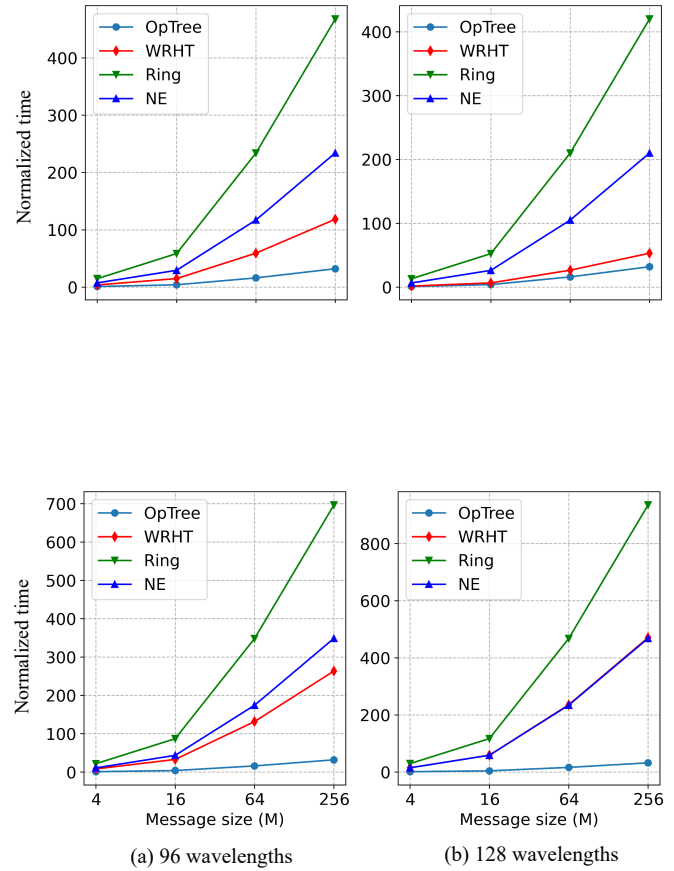 OpTree
WRHT
Ring
NE
400
300
200
100
0
Normalized time
OpTree
WRHT
Ring
NE
400
300
200
100
0
OpTree
WRHT
Ring
NE
700
600
500
400
300
200
100
0
Normalized time
4 16 64 256
Message size (M)
(a) 96 wavelengths
OpTree
WRHT
Ring
NE
800
600
400
200
0
4 16 64 256
Message size (M)
(b) 128 wavelengths